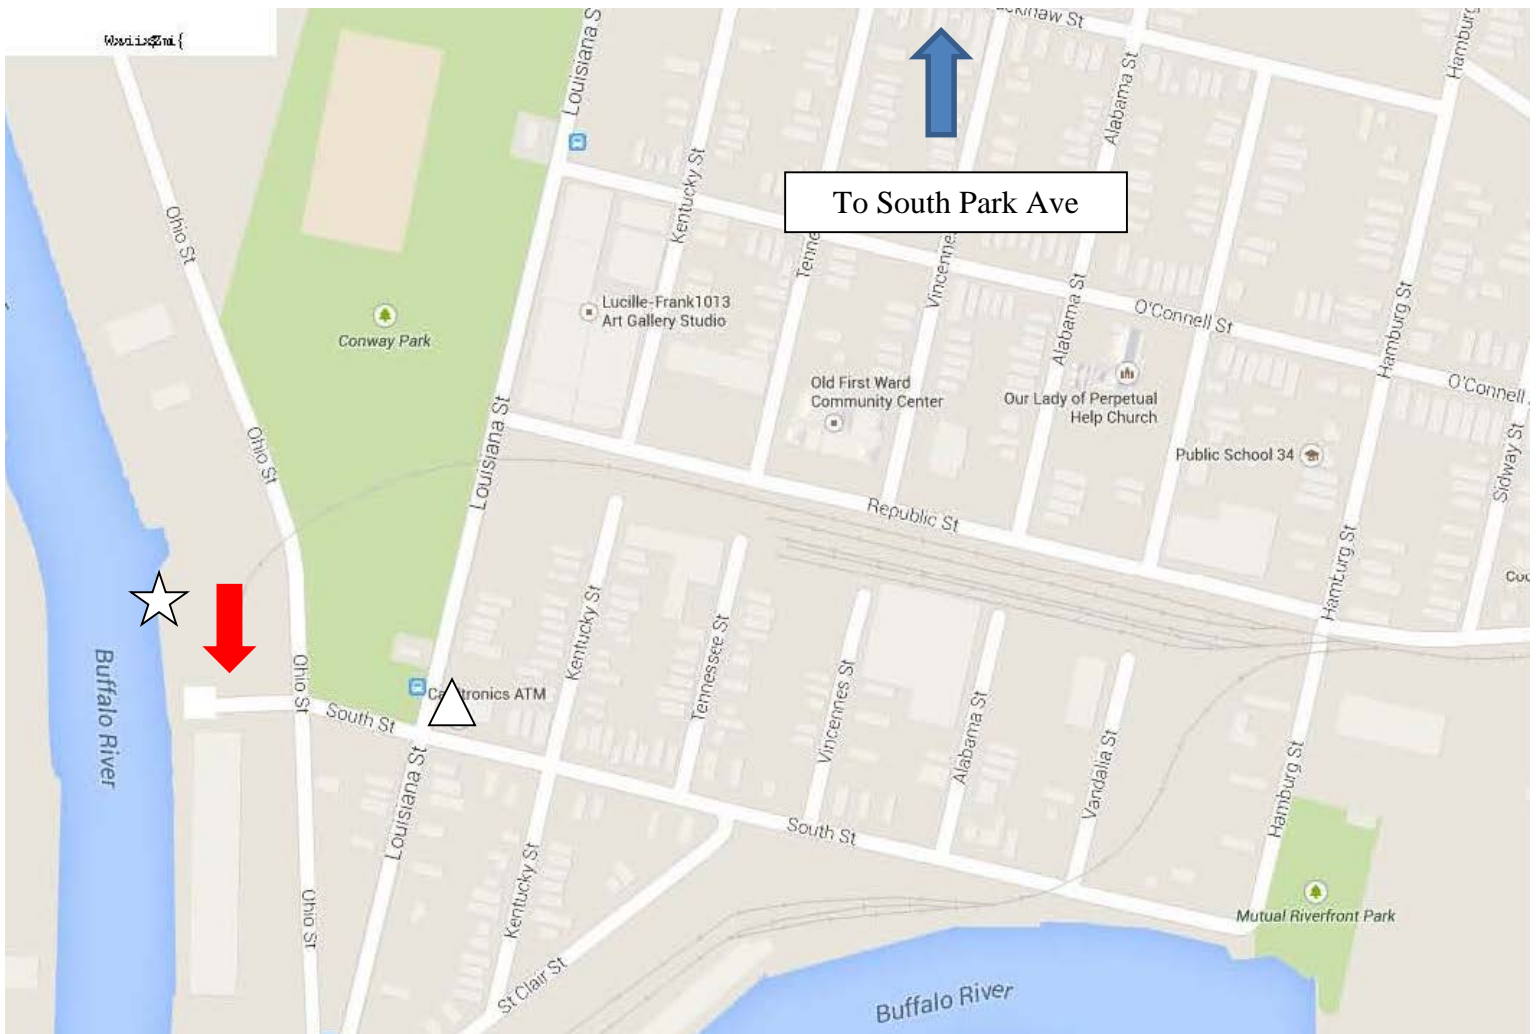 Louisiana S
Hamburg
To South Park Ave
Alabama St
Hamburg
Kentucky St
Ohio St
Tenne
Vincenne
Alabama St
O'Connell St
Hamburg St
Lucille-Frank1013
Art Gallery Studio
Conway Park
Old First Ward
Community Center
Our Lady of Perpetual
Help Church
O'Connell
Louisiana St
Ohio St
Public School 34
Sidway St
Republic St
Hamburg St
Kentucky St
Tennessee St
Buffalo River
Ohio St
tronics ATM
South St
Vincennes St
Alabama St
Vandalia St
Louisiana St
Hamburg St
South St
Kentucky St
Ohio St
Mutual Riverfront Park
St Clair St
Buffalo River